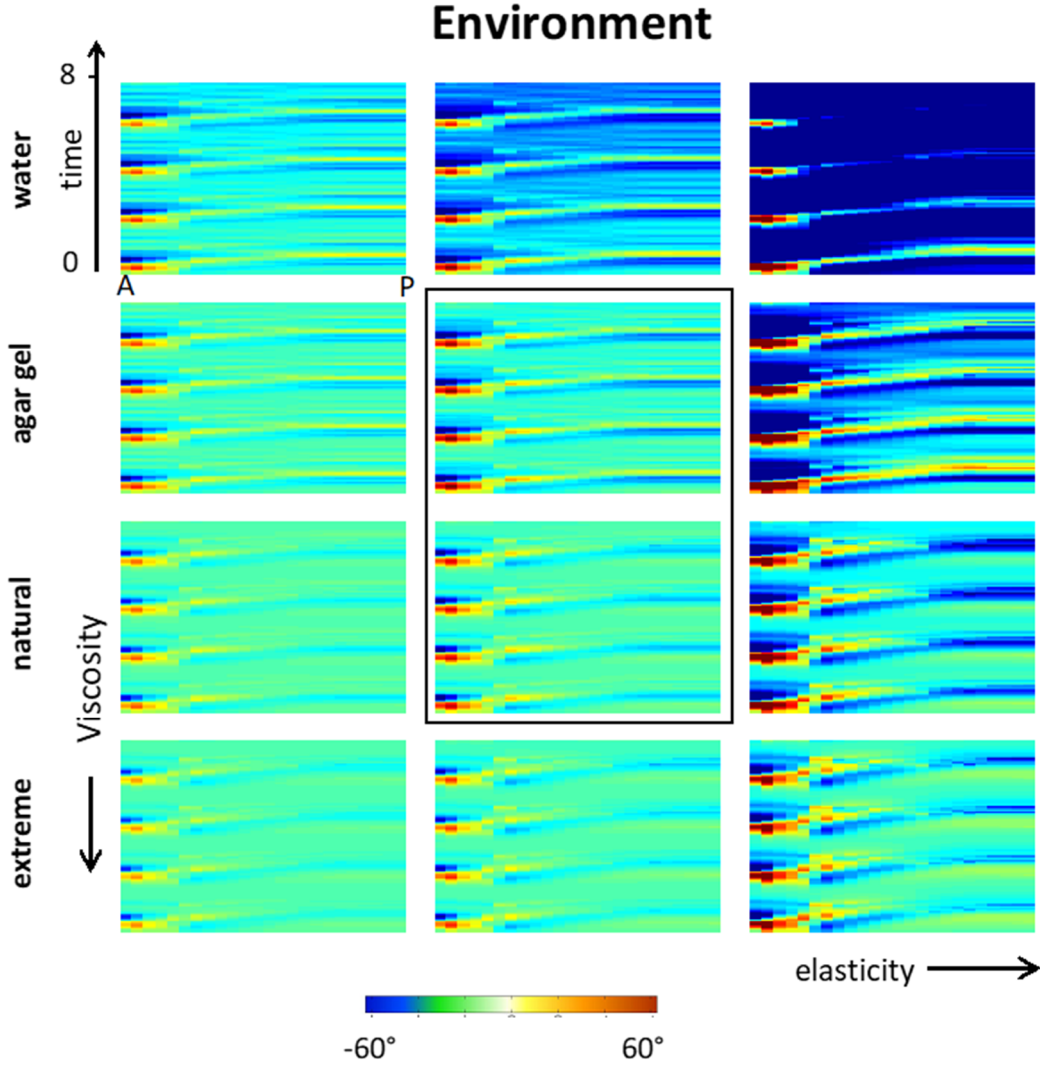 Environment
8
time
0
water
A
P
agar gel
natural
Viscosity
extreme
elasticity
-60°
60°